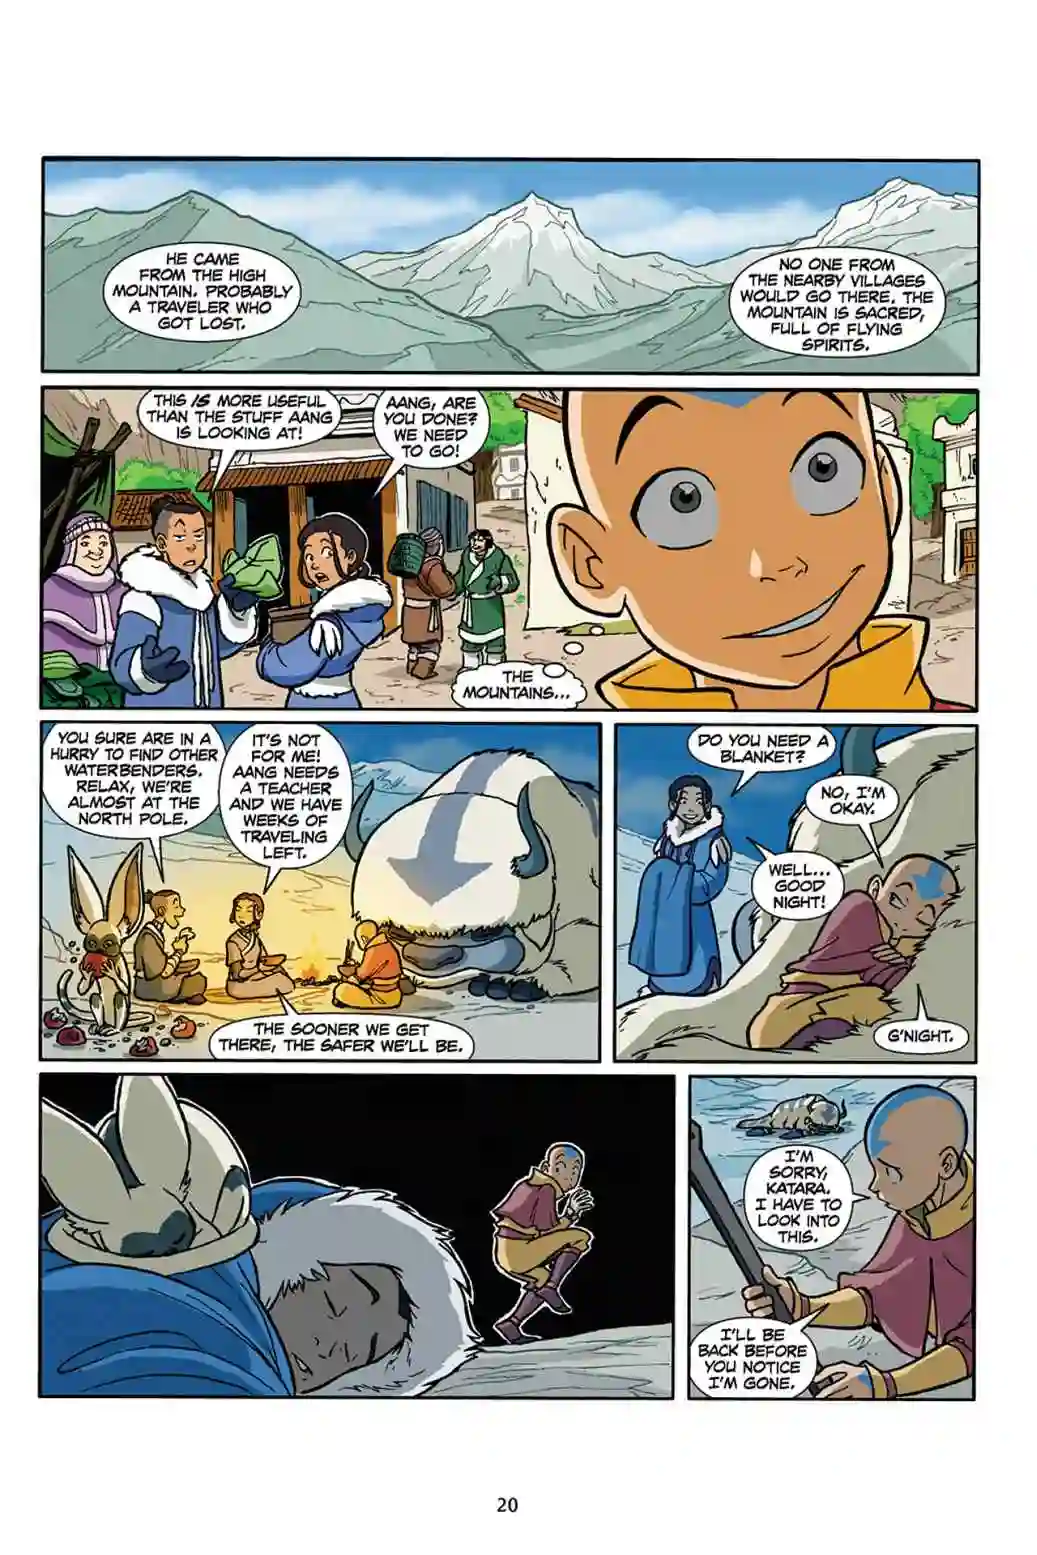 HE CAME
FROM THE HIGH
MOUNTAIN. PROBABLY
A TRAVELER WHO
GOT LOST.
NO ONE FROM
THE NEARBY VILLAGES
WOULD GO THERE. THE
MOUNTAIN IS SACRED,
FULL OF FLYING
SPIRITS.
THIS IS MORE USEFUL
THAN THE STUFF AANG
IS LOOKING AT!
AANG, ARE
YOU DONE?
WE NEED
TO GO!
THE
MOUNTAINS...
YOU SURE ARE IN A
HURRY TO FIND OTHER
WATERBENDERS.
RELAX, WE'RE
ALMOST AT THE
NORTH POLE.
IT'S NOT
FOR ME!
AANG NEEDS
A TEACHER
AND WE HAVE
WEEKS OF
TRAVELING
LEFT.
THE SOONER WE GET
THERE, THE SAFER WE'LL BE.
DO YOU NEED A
BLANKET?
NO, I'M
OKAY.
WELL...
GOOD
NIGHT!
G'NIGHT.
I'M
SORRY,
KATARA.
I HAVE TO
LOOK INTO
THIS.
I'LL BE
BACK BEFORE
YOU NOTICE
I'M GONE.
20